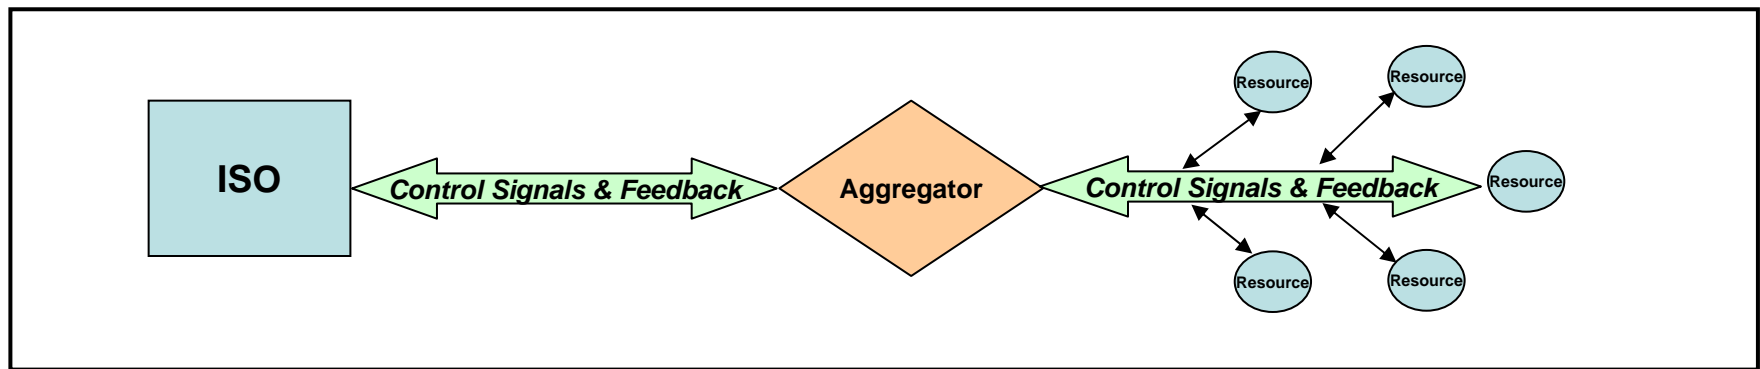 Resource
Resource
ISO
Control Signals & Feedback
Aggregator
Control Signals & Feedback
Resource
Resource
Resource